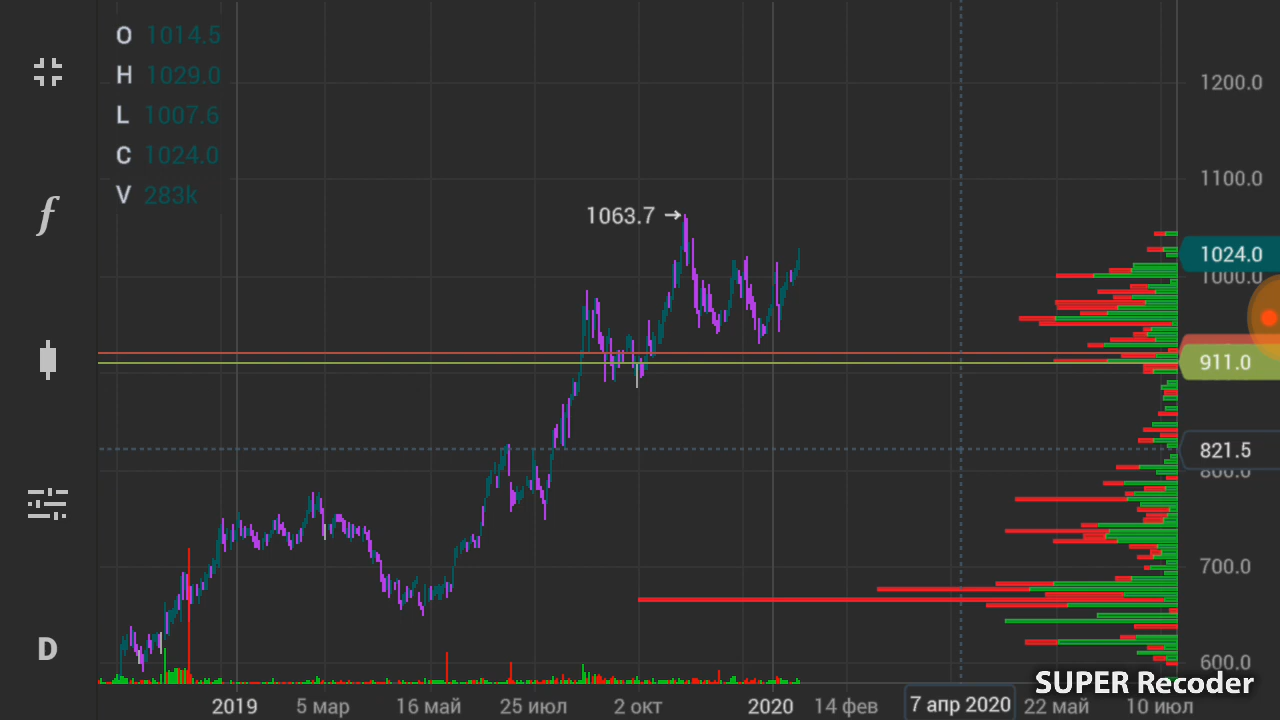 O 1014.5
H 1029.0
L 1007.6
C 1024.0
V 283k
1063.7 →
1200.0
1100.0
1024.0
1000.0
911.0
821.5
800.0
700.0
600.0
f
D
2019 5 мар 16 май 25 июл 2 окт 2020 14 фев 7 апр 2020 22 май 10 июл
SUPER Recoder